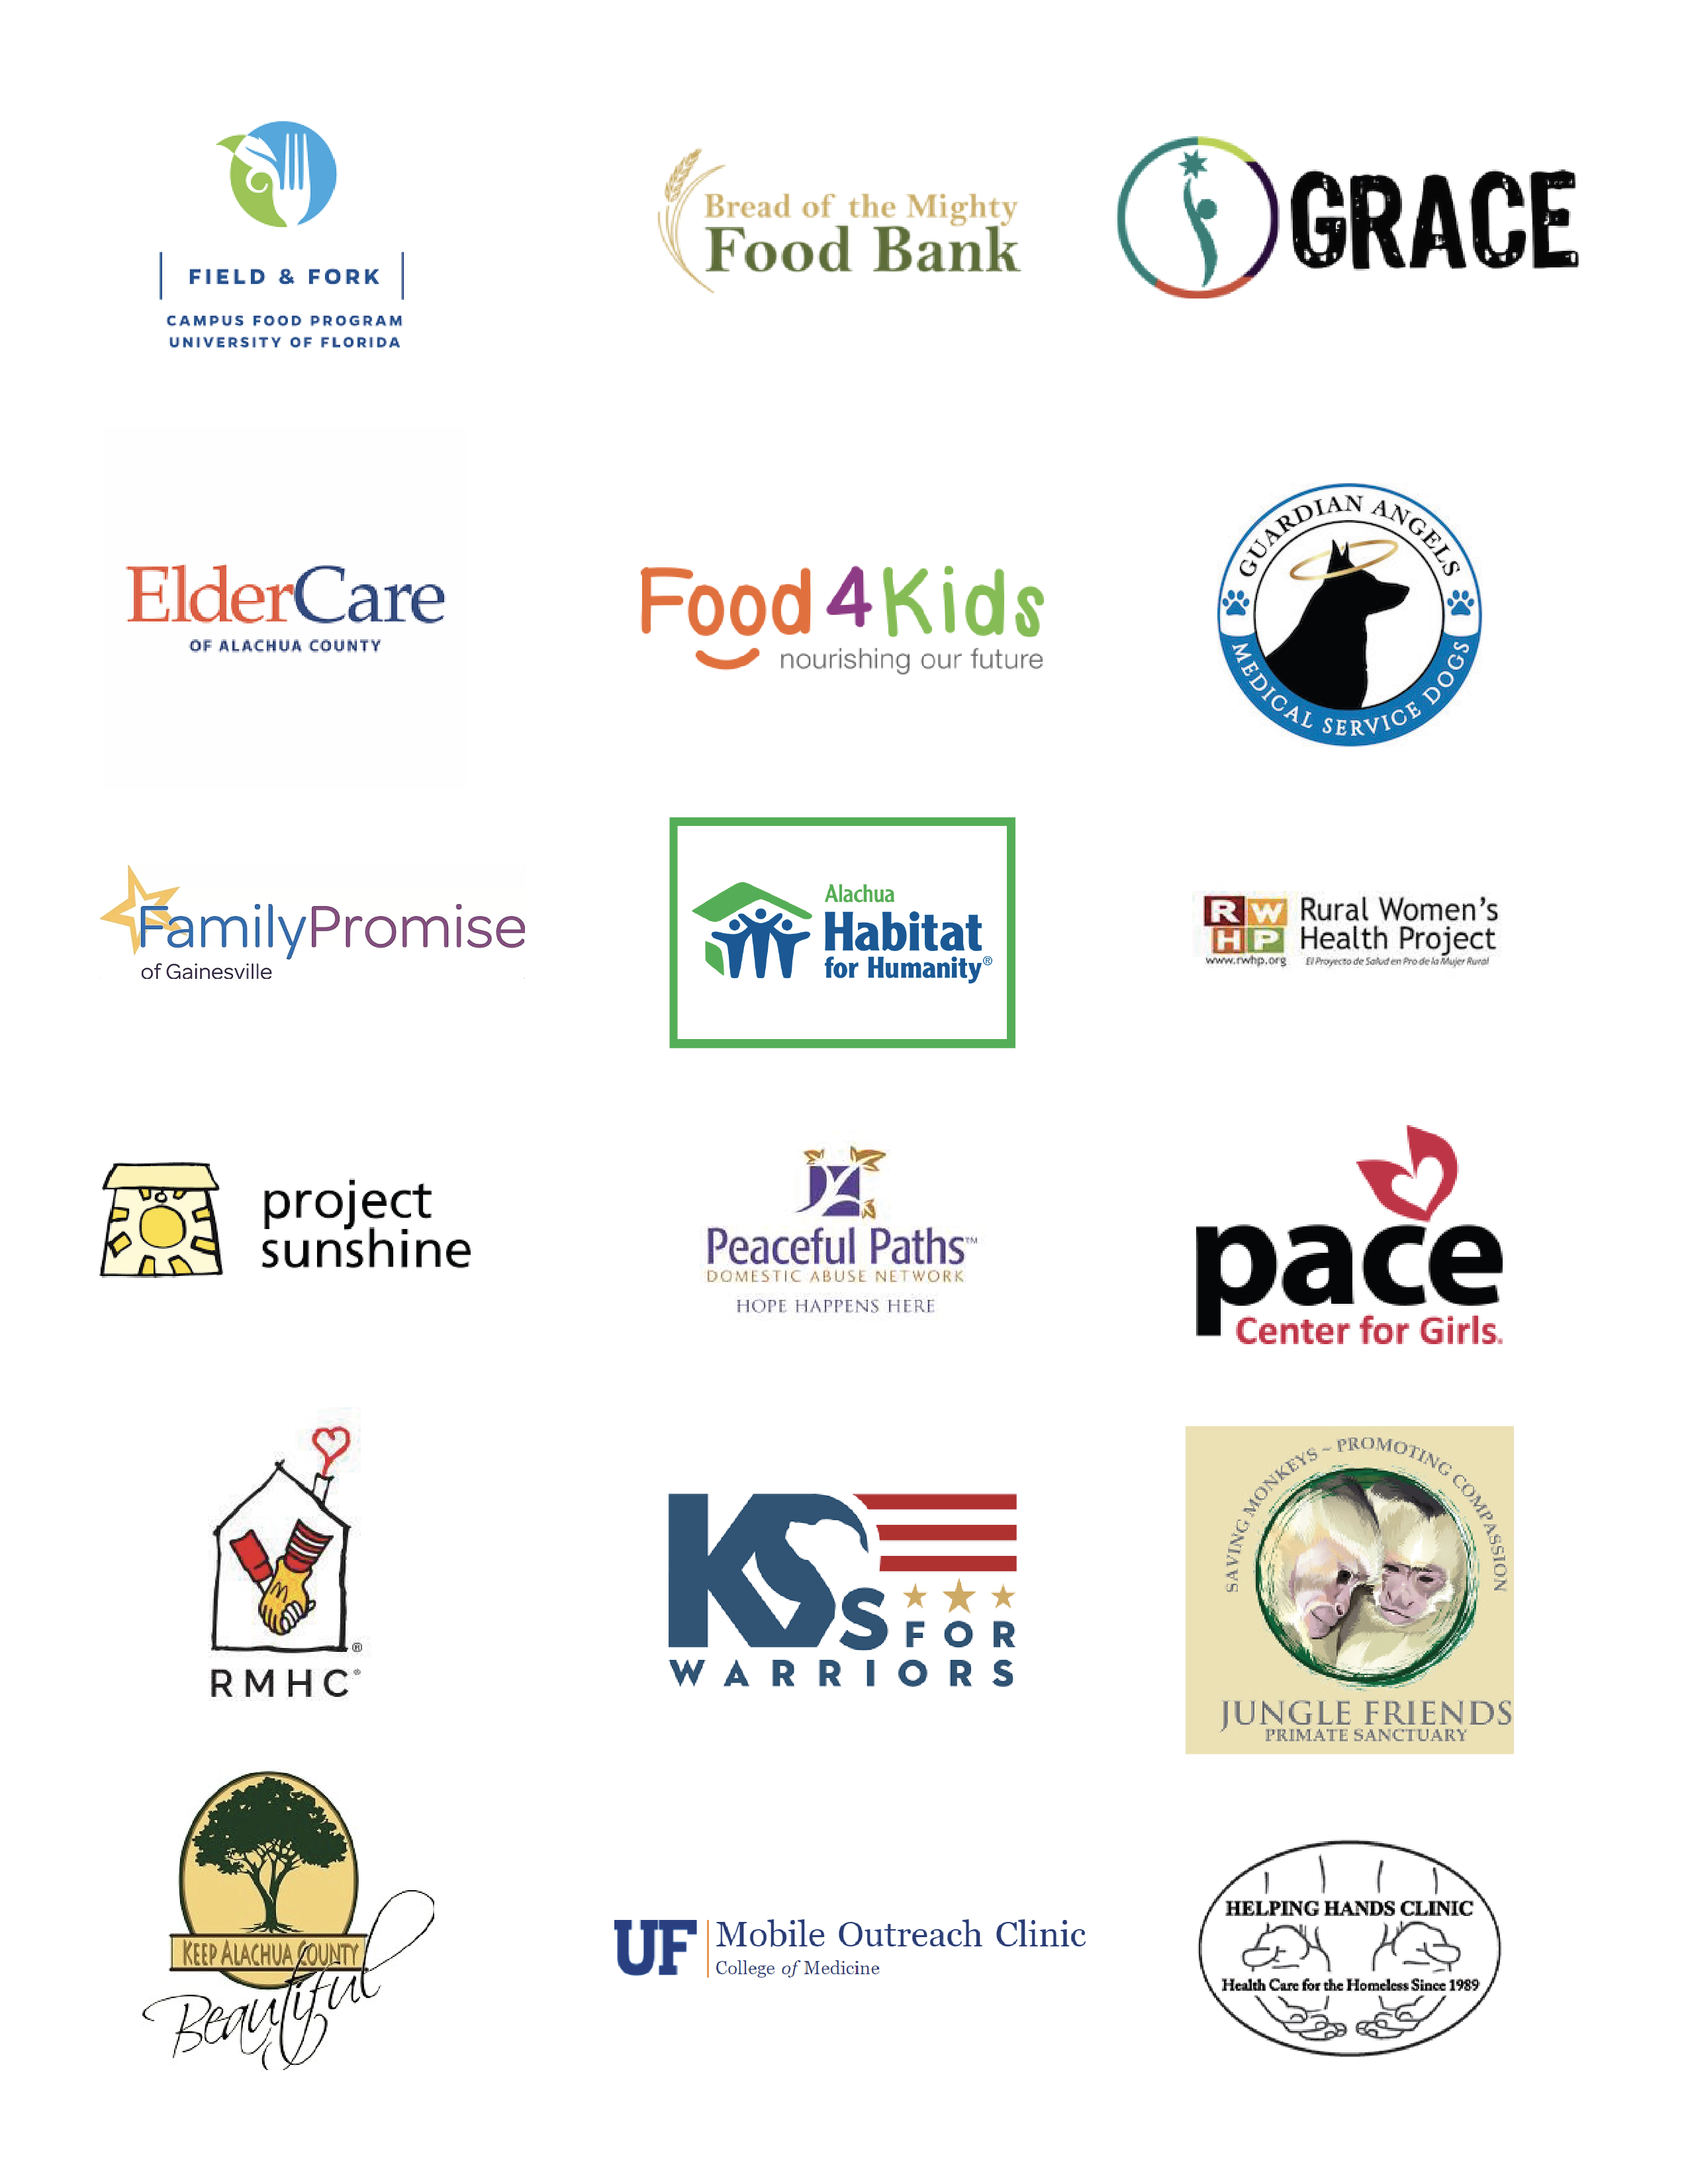 FIELD & FORK
CAMPUS FOOD PROGRAM
UNIVERSITY OF FLORIDA
Bread of the Mighty
Food Bank
GRACE
ElderCare
OF ALACHUA COUNTY
Food4Kids
nourishing our future
GUARDIAN ANGELS
MEDICAL SERVICE DOGS
FamilyPromise
of Gainesville
Alachua
Habitat
for Humanity®
R W
H P
www.rwhp.org
Rural Women's
Health Project
El Proyecto de Salud en Pro de la Mujer Rural
project
sunshine
Peaceful Paths™
DOMESTIC ABUSE NETWORK
HOPE HAPPENS HERE
pace
Center for Girls.
®
RMHC®
K9s
FOR
WARRIORS
SAVING MONKEYS ~ PROMOTING COMPASSION
JUNGLE FRIENDS
PRIMATE SANCTUARY
KEEP ALACHUA COUNTY
Beautiful
UF
Mobile Outreach Clinic
College of Medicine
HELPING HANDS CLINIC
Health Care for the Homeless Since 1989